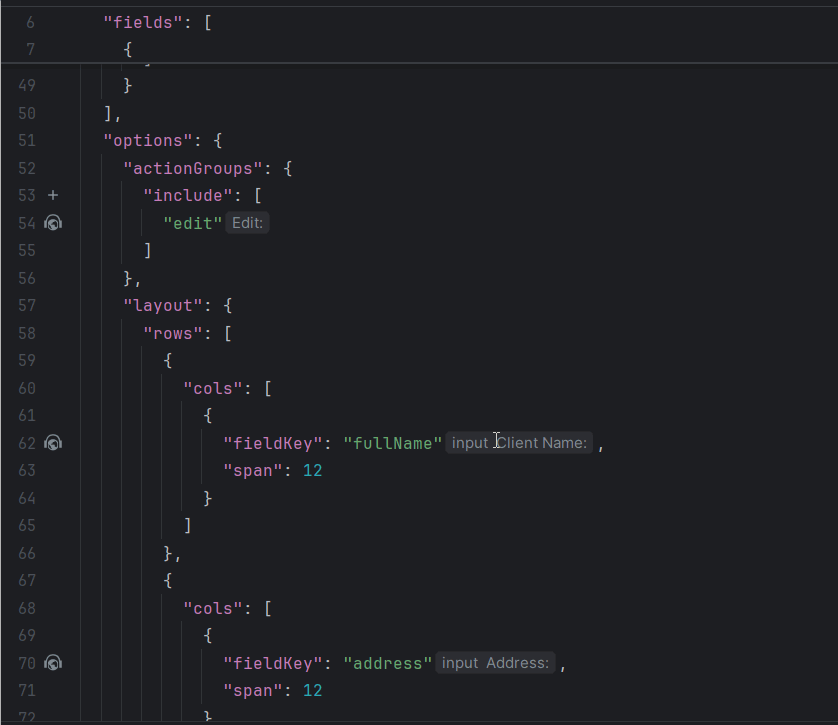 6 "fields": [
7 {
49 }
50 ],
51 "options": {
52 "actionGroups": {
53 + "include": [
54 "edit" Edit:
55 ]
56 },
57 "layout": {
58 "rows": [
59 {
60 "cols": [
61 {
62 "fieldKey": "fullName" input Client Name: ,
63 "span": 12
64 }
65 ]
66 },
67 {
68 "cols": [
69 {
70 "fieldKey": "address" input Address: ,
71 "span": 12
72 }